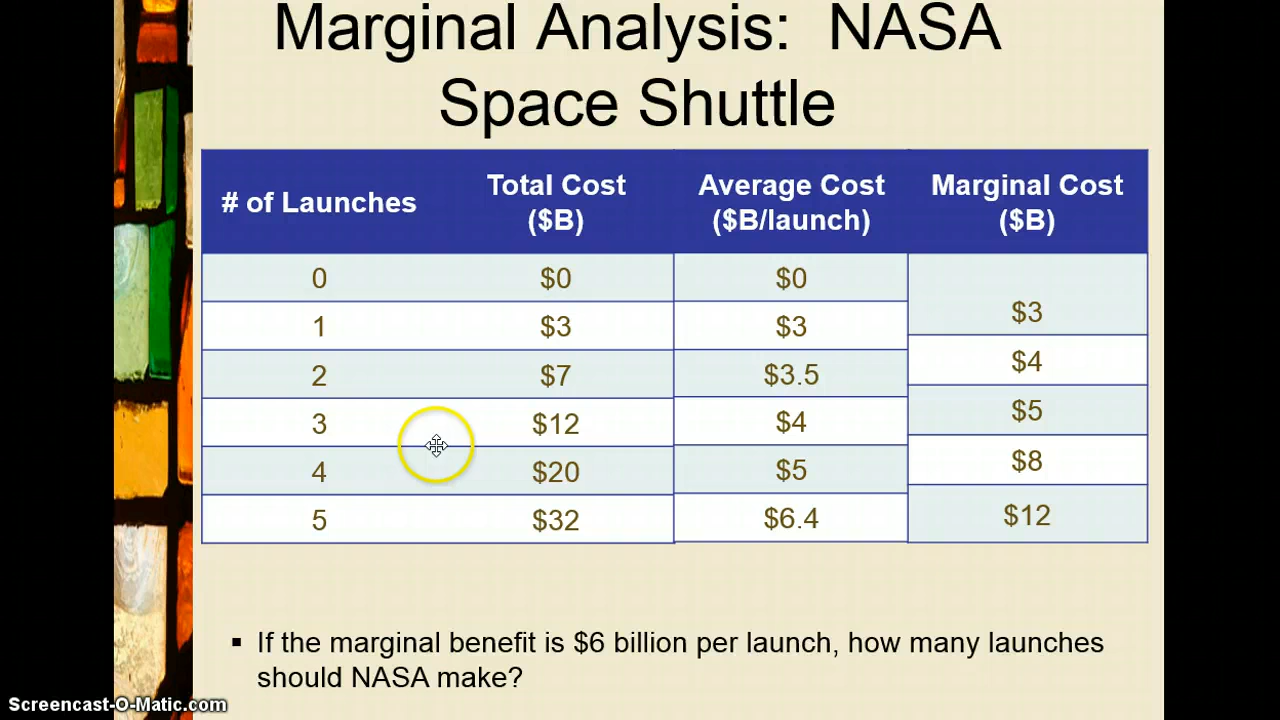 Marginal Analysis: NASA
Space Shuttle
# of Launches Total Cost ($B) Average Cost ($B/launch) Marginal Cost ($B)
0 $0 $0
1 $3 $3 $3
2 $7 $3.5 $4
3 $12 $4 $5
4 $20 $5 $8
5 $32 $6.4 $12
▪ If the marginal benefit is $6 billion per launch, how many launches
should NASA make?
Screencast-O-Matic.com